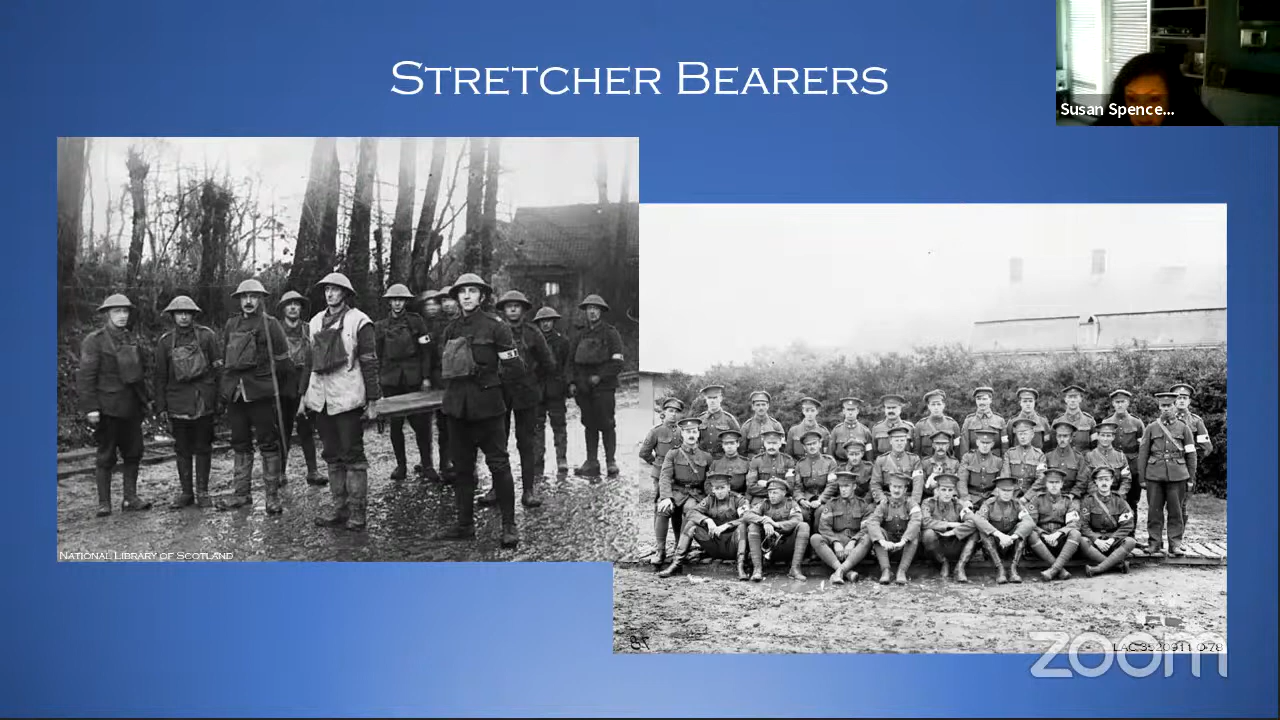 STRETCHER BEARERS
Susan Spence...
NATIONAL LIBRARY OF SCOTLAND
zoom